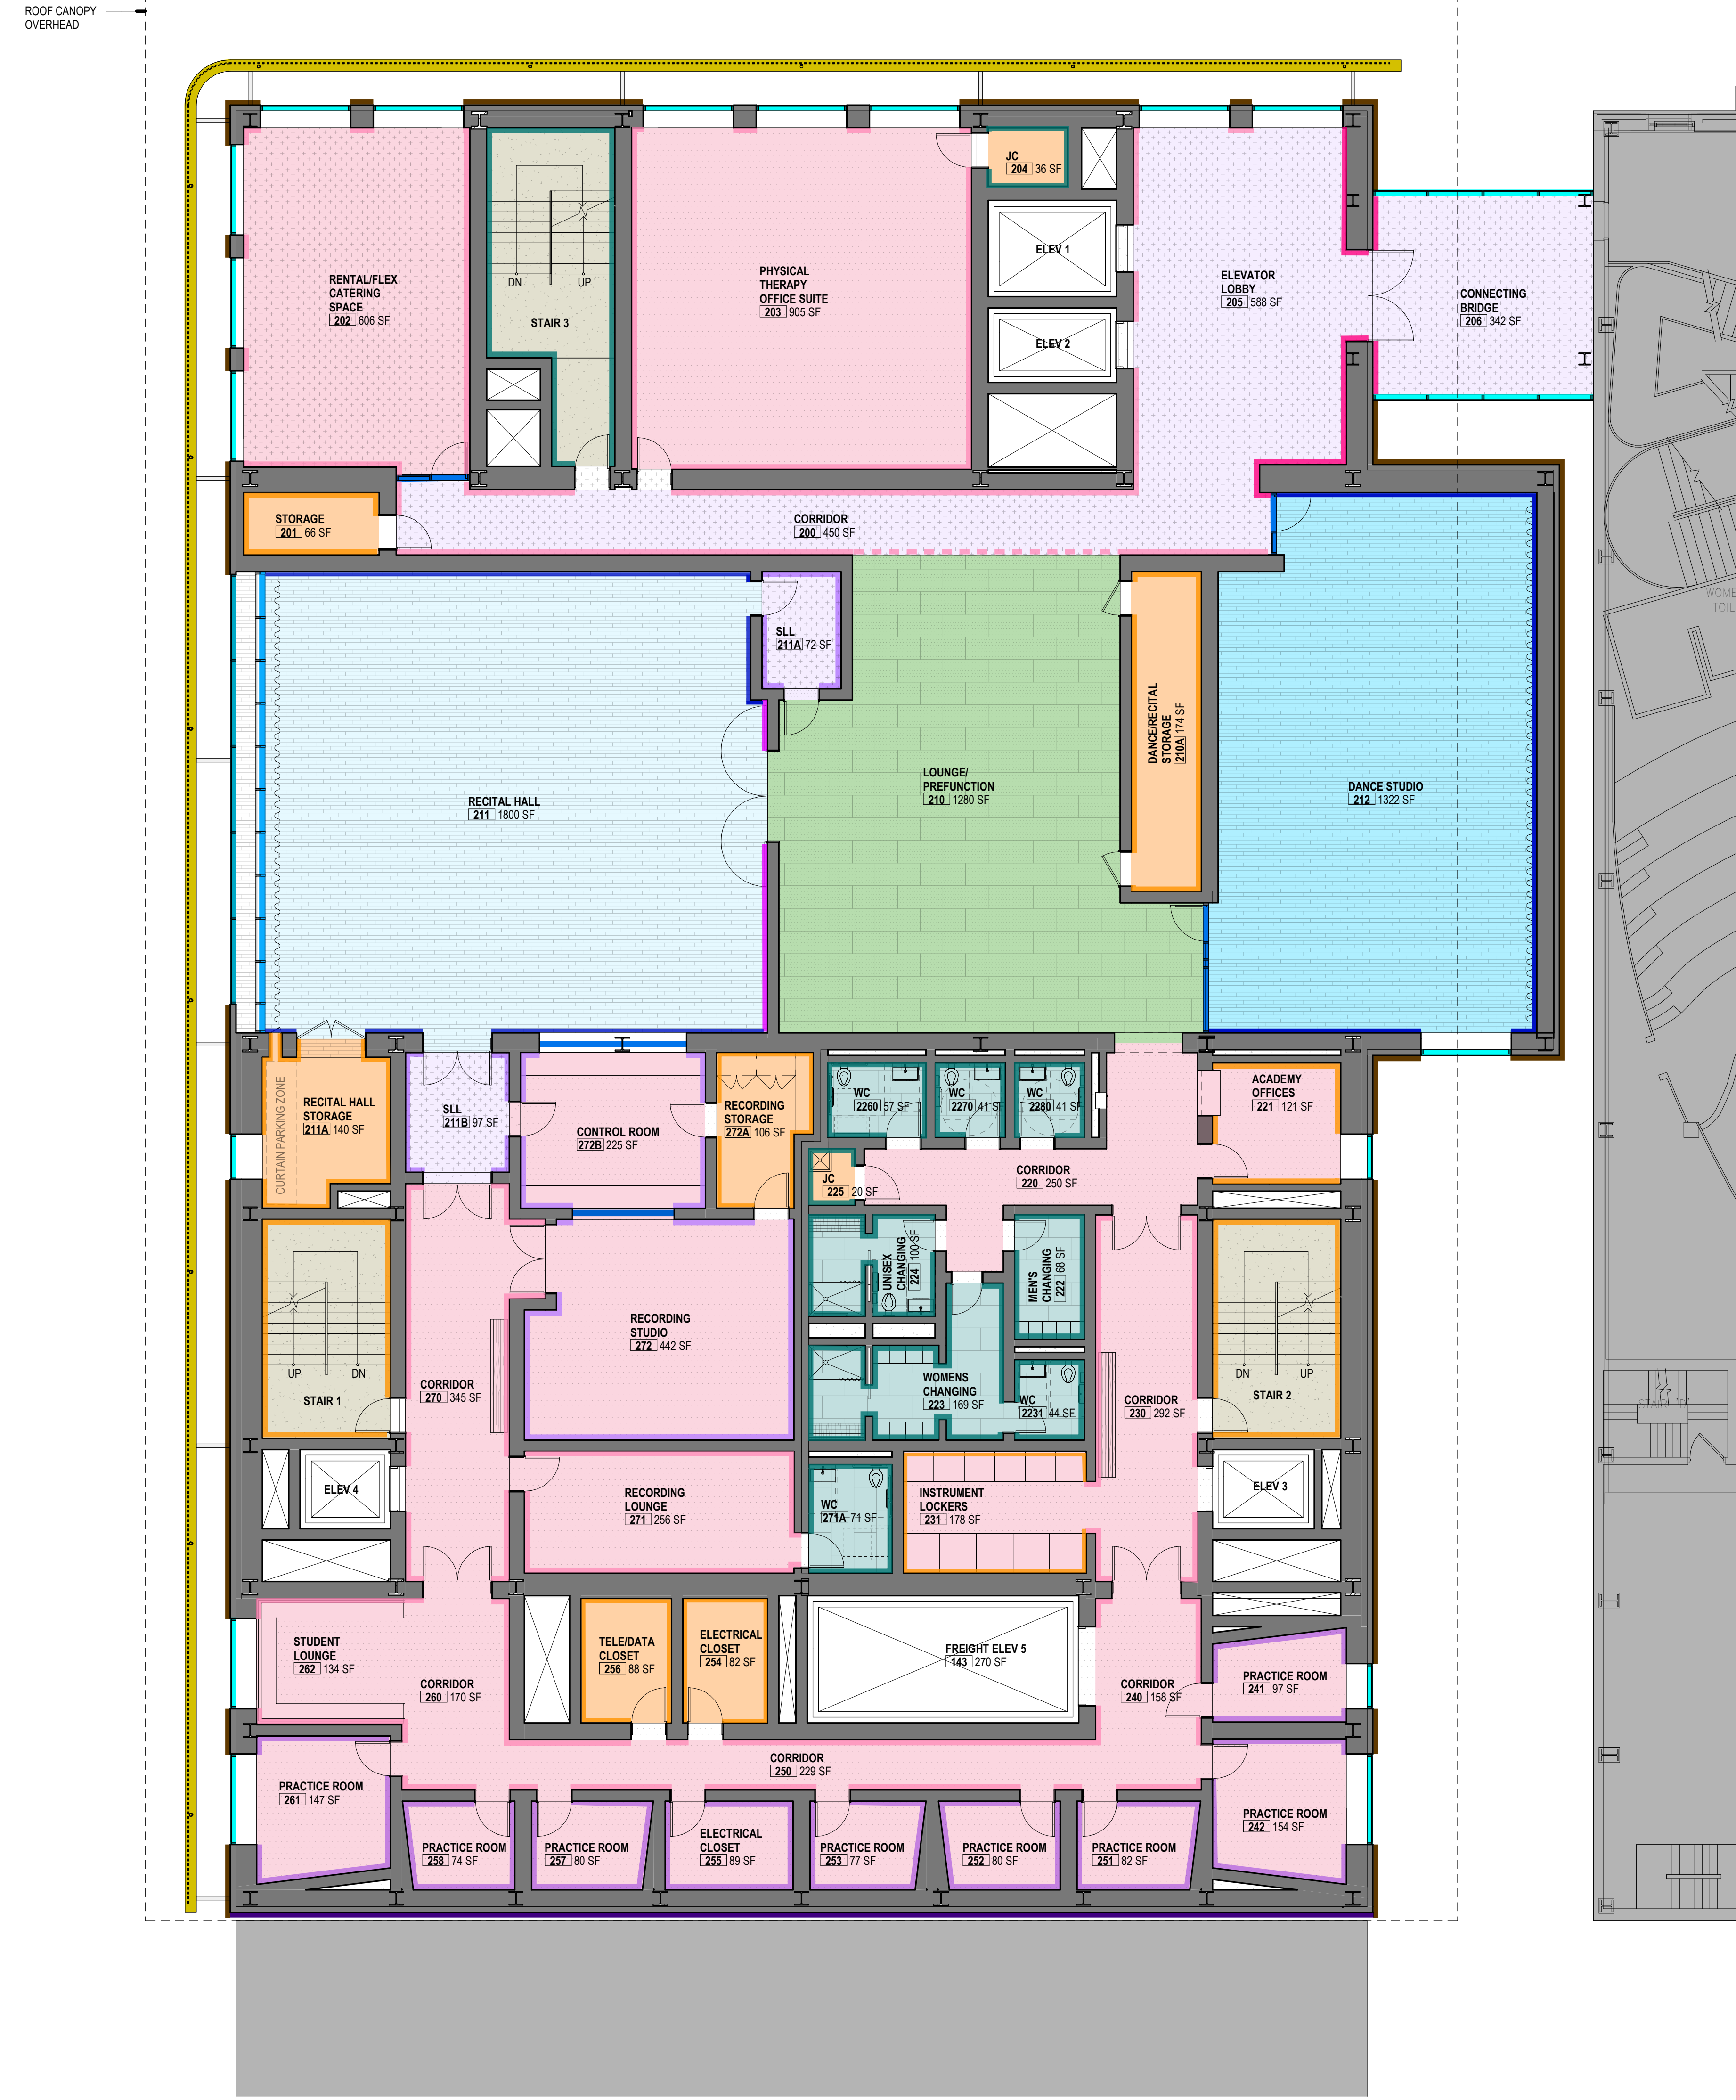 ROOF CANOPY
OVERHEAD
JC
204 36 SF
ELEV 1
RENTAL/FLEX
CATERING
SPACE
202 606 SF
DN
UP
STAIR 3
PHYSICAL
THERAPY
OFFICE SUITE
203 905 SF
ELEV 2
ELEVATOR
LOBBY
205 588 SF
CONNECTING
BRIDGE
206 342 SF
STORAGE
201 66 SF
CORRIDOR
200 450 SF
SLL
211A 72 SF
DANCE/RECITAL
STORAGE
210A 174 SF
LOUNGE/
PREFUNCTION
210 1280 SF
RECITAL HALL
211 1800 SF
DANCE STUDIO
212 1322 SF
CURTAIN PARKING ZONE
RECITAL HALL
STORAGE
211A 140 SF
SLL
211B 97 SF
CONTROL ROOM
272B 225 SF
RECORDING
STORAGE
272A 106 SF
WC
2260 57 SF
WC
2270 41 SF
WC
2280 41 SF
ACADEMY
OFFICES
221 121 SF
JC
225 20 SF
CORRIDOR
220 250 SF
UNISEX
CHANGING
224 100 SF
MEN'S
CHANGING
222 68 SF
UP
DN
STAIR 1
CORRIDOR
270 345 SF
RECORDING
STUDIO
272 442 SF
WOMENS
CHANGING
223 169 SF
WC
2231 44 SF
CORRIDOR
230 292 SF
DN
UP
STAIR 2
STAIR 'D'
ELEV 4
RECORDING
LOUNGE
271 256 SF
WC
271A 71 SF
INSTRUMENT
LOCKERS
231 178 SF
ELEV 3
STUDENT
LOUNGE
262 134 SF
CORRIDOR
260 170 SF
TELE/DATA
CLOSET
256 88 SF
ELECTRICAL
CLOSET
254 82 SF
FREIGHT ELEV 5
143 270 SF
CORRIDOR
240 158 SF
PRACTICE ROOM
241 97 SF
CORRIDOR
250 229 SF
PRACTICE ROOM
261 147 SF
PRACTICE ROOM
242 154 SF
PRACTICE ROOM
258 74 SF
PRACTICE ROOM
257 80 SF
ELECTRICAL
CLOSET
255 89 SF
PRACTICE ROOM
253 77 SF
PRACTICE ROOM
252 80 SF
PRACTICE ROOM
251 82 SF